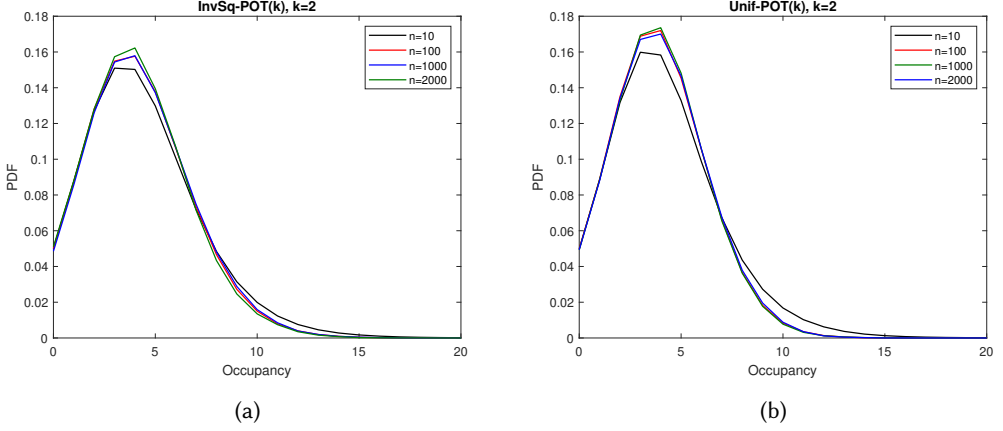 InvSq-POT(k), k=2
0.18
0.16
0.14
0.12
0.1
0.08
0.06
0.04
0.02
0
PDF
n=10
n=100
n=1000
n=2000
0 5 10 15 20
Occupancy
(a)
Unif-POT(k), k=2
0.18
0.16
0.14
0.12
0.1
0.08
0.06
0.04
0.02
0
PDF
n=10
n=100
n=1000
n=2000
0 5 10 15 20
Occupancy
(b)